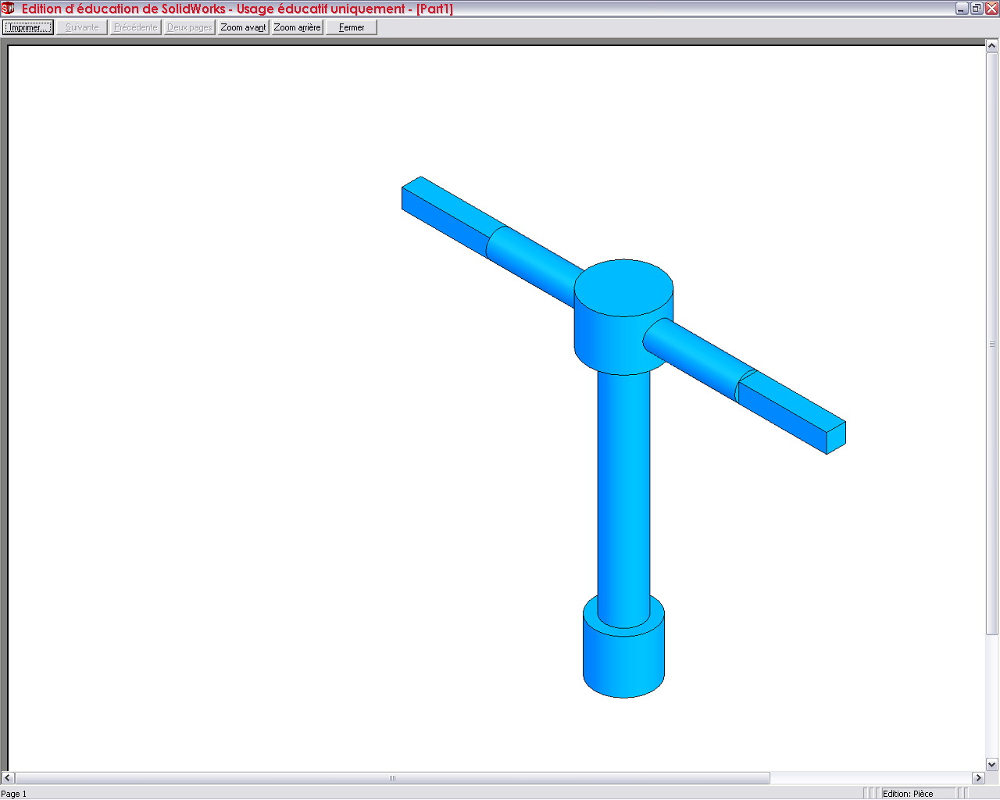 SW Edition d'éducation de SolidWorks - Usage éducatif uniquement - [Part1]
Imprimer... Suivante Précédente Deux pages Zoom avant Zoom arrière Fermer
Page 1 Edition: Pièce